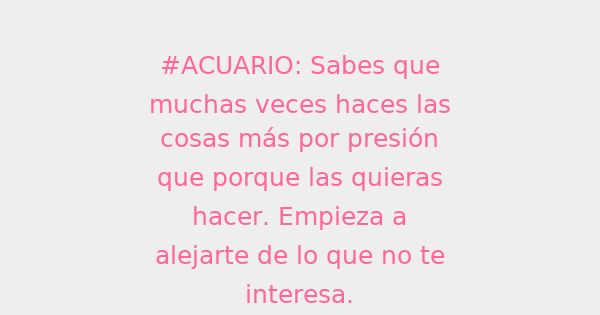 #ACUARIO: Sabes que
muchas veces haces las
cosas más por presión
que porque las quieras
hacer. Empieza a
alejarte de lo que no te
interesa.